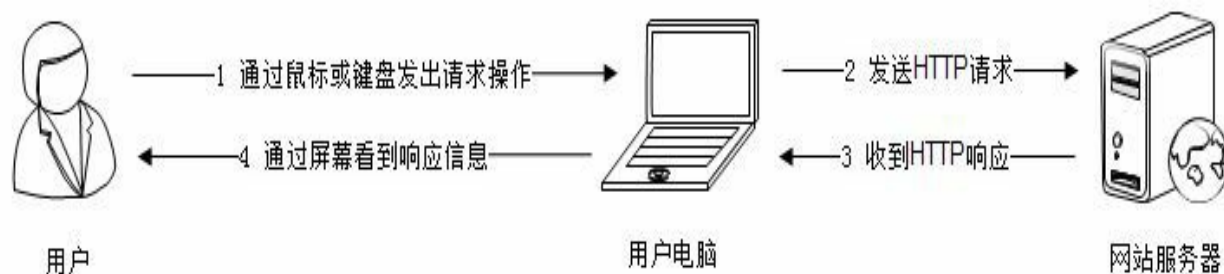 1 通过鼠标或键盘发出请求操作
2 发送HTTP请求
4 通过屏幕看到响应信息
3 收到HTTP响应
用户
用户电脑
网站服务器